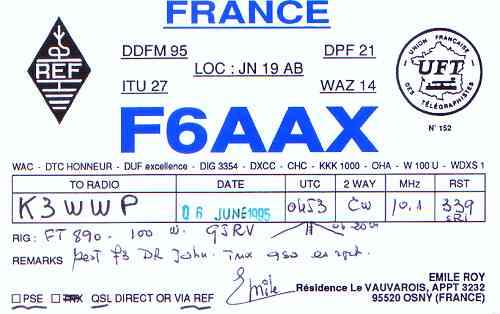 FRANCE
DDFM 95
DPF 21
REF
LOC : JN 19 AB
ITU 27
WAZ 14
UNION FRANÇAISE
UFT
DES TÉLÉGRAPHISTES
N° 152
F6AAX
WAC - DTC HONNEUR - DUF excellence - DIG 3354 - DXCC - CHC - KKK 1000 - OHA - W 100 U - WDXS 1
TO RADIO DATE UTC 2 WAY MHz RST
K3WWP 06 JUNE 1995 0453 CW 10.1 339
RIG : FT 890 - 100 W. G5RV
REMARKS best 73 DR John. Tnx QSO
Emile
EMILE ROY
Résidence Le VAUVAROIS, APPT 3232
95520 OSNY (FRANCE)
PSE QSL DIRECT OR VIA REF